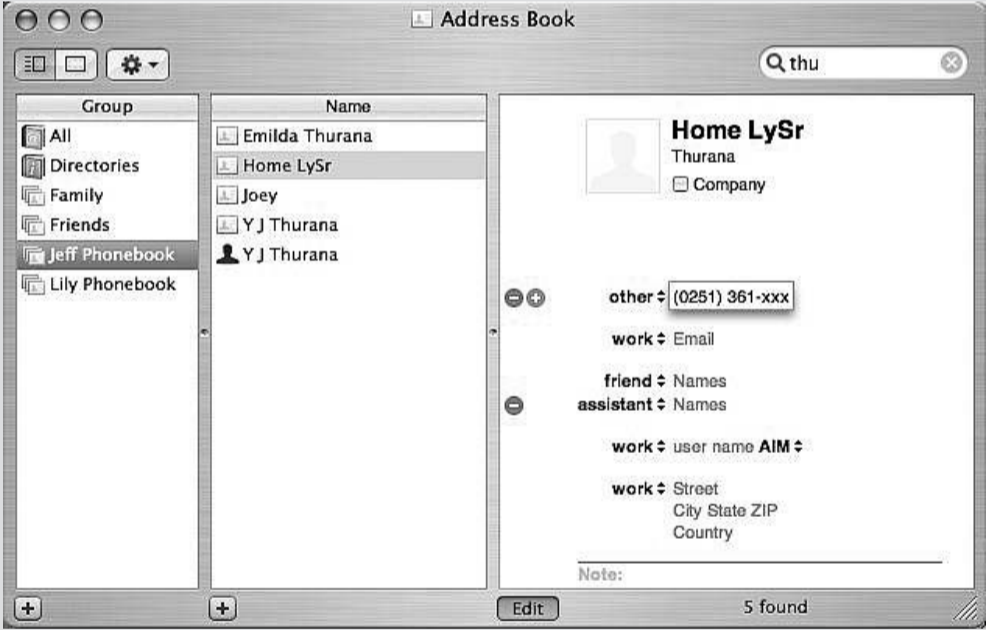 Address Book
thu
Group
All
Directories
Family
Friends
Jeff Phonebook
Lily Phonebook
Name
Emilda Thurana
Home LySr
Joey
Y J Thurana
Y J Thurana
Home LySr
Thurana
Company
other (0251) 361-xxx
work Email
friend Names
assistant Names
work user name AIM
work Street
City State ZIP
Country
Note:
Edit
5 found